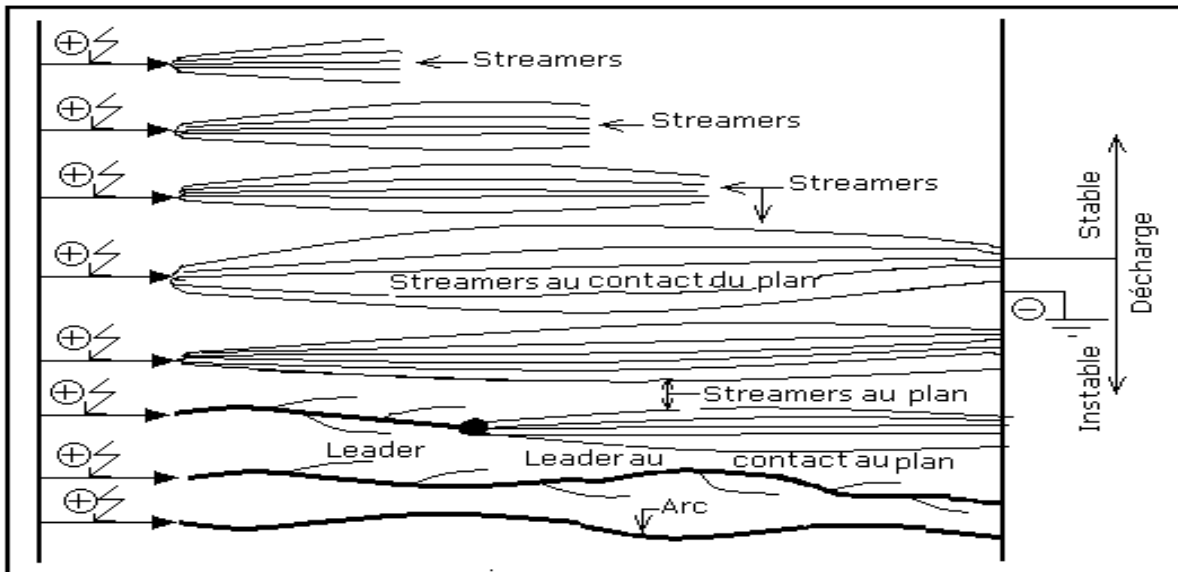 Streamers
Streamers
Streamers
Streamers au contact du plan
Streamers au plan
Leader
Leader au contact au plan
Arc
Stable
Instable
Décharge